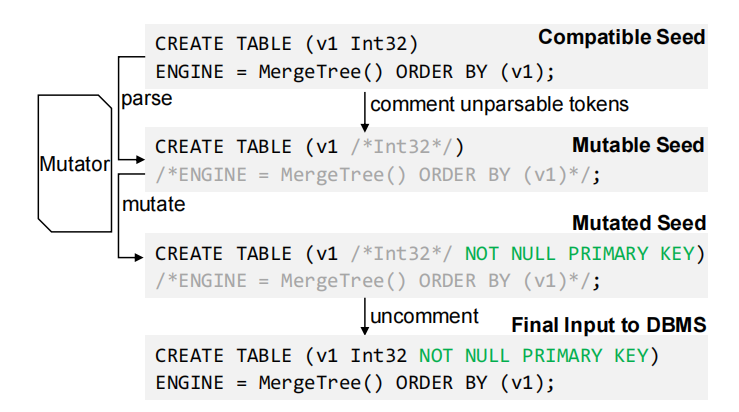 Compatible Seed
CREATE TABLE (v1 Int32)
ENGINE = MergeTree() ORDER BY (v1);
parse
comment unparsable tokens
Mutable Seed
CREATE TABLE (v1 /*Int32*/)
/*ENGINE = MergeTree() ORDER BY (v1)*/;
Mutator
mutate
Mutated Seed
CREATE TABLE (v1 /*Int32*/ NOT NULL PRIMARY KEY)
/*ENGINE = MergeTree() ORDER BY (v1)*/;
uncomment
Final Input to DBMS
CREATE TABLE (v1 Int32 NOT NULL PRIMARY KEY)
ENGINE = MergeTree() ORDER BY (v1);